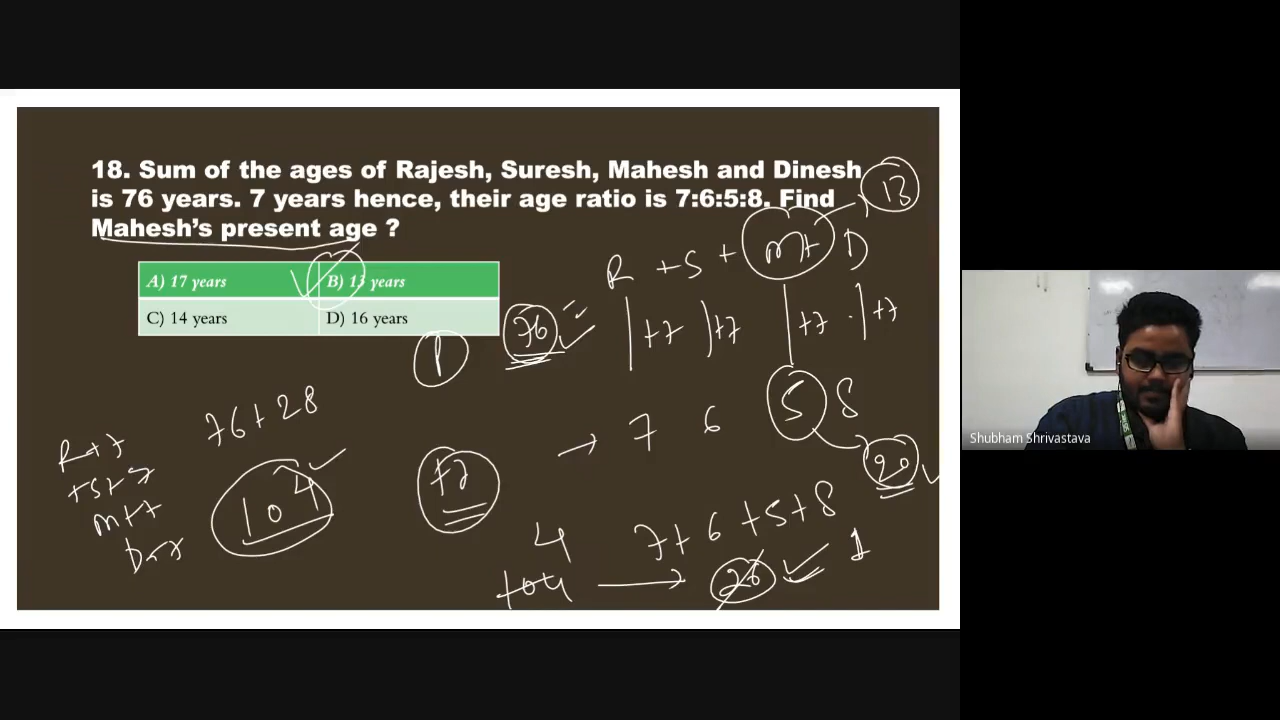 18. Sum of the ages of Rajesh, Suresh, Mahesh and Dinesh
is 76 years. 7 years hence, their age ratio is 7:6:5:8. Find
Mahesh's present age ?
13
A) 17 years
B) 13 years
C) 14 years
D) 16 years
R + S + M + D
76 =
+7 +7 +7 +7
P
76 + 28
R+7
+S+7
M+7
104
+7
→ 7 6 5 8
20
4 7+6+5+8
104 → 26 1
Shubham Shrivastava